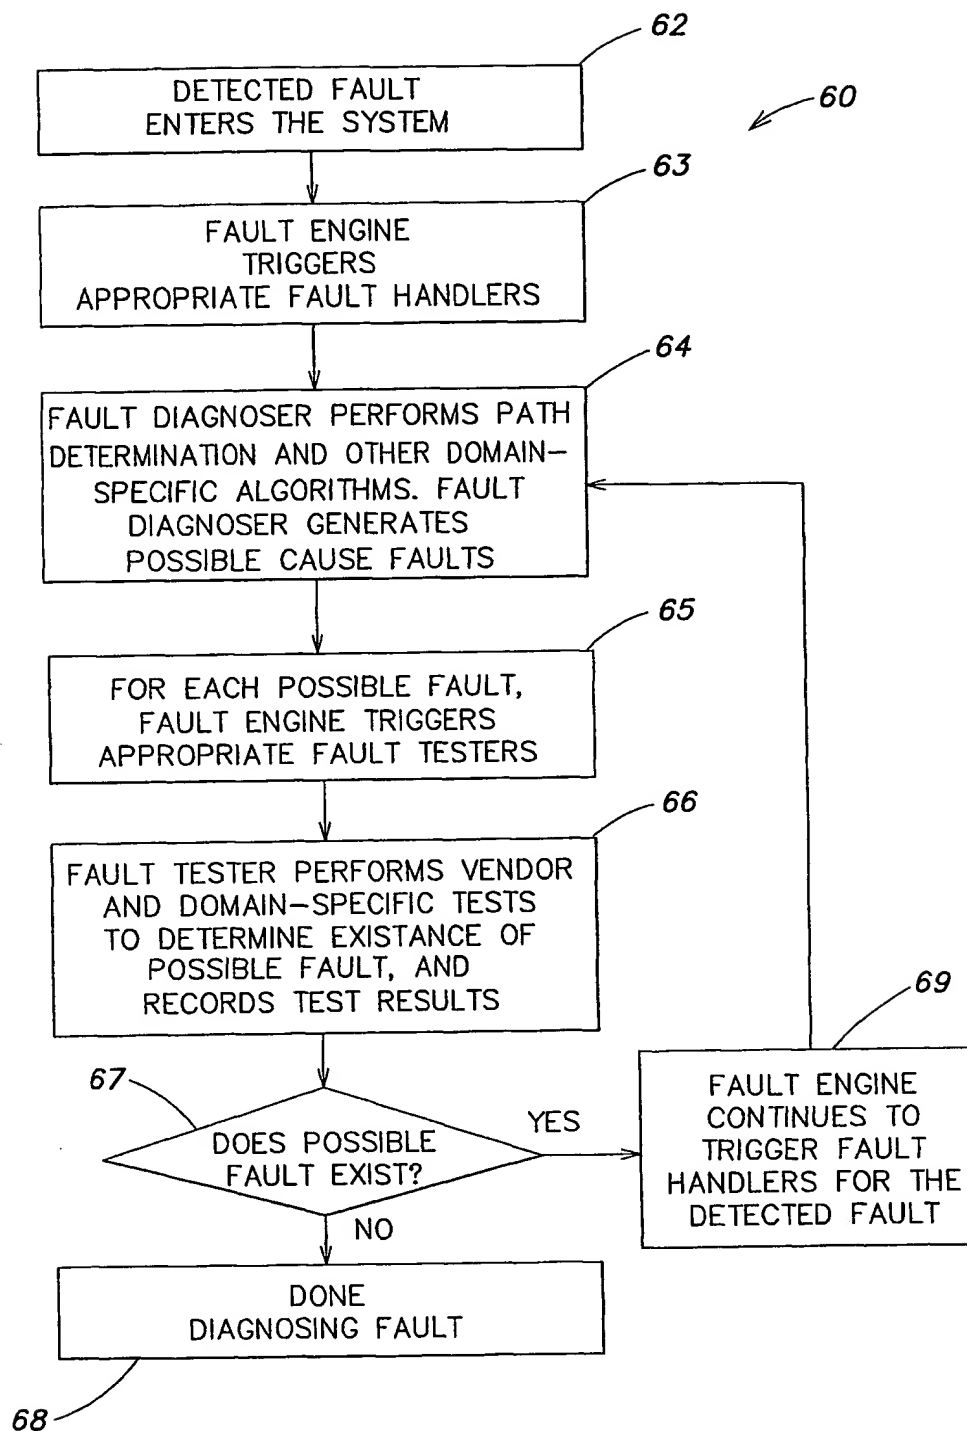 62
DETECTED FAULT
ENTERS THE SYSTEM
60
63
FAULT ENGINE
TRIGGERS
APPROPRIATE FAULT HANDLERS
64
FAULT DIAGNOSER PERFORMS PATH
DETERMINATION AND OTHER DOMAIN-
SPECIFIC ALGORITHMS. FAULT
DIAGNOSER GENERATES
POSSIBLE CAUSE FAULTS
65
FOR EACH POSSIBLE FAULT,
FAULT ENGINE TRIGGERS
APPROPRIATE FAULT TESTERS
66
FAULT TESTER PERFORMS VENDOR
AND DOMAIN-SPECIFIC TESTS
TO DETERMINE EXISTANCE OF
POSSIBLE FAULT, AND
RECORDS TEST RESULTS
67
DOES POSSIBLE
FAULT EXIST?
YES
NO
69
FAULT ENGINE
CONTINUES TO
TRIGGER FAULT
HANDLERS FOR THE
DETECTED FAULT
DONE
DIAGNOSING FAULT
68